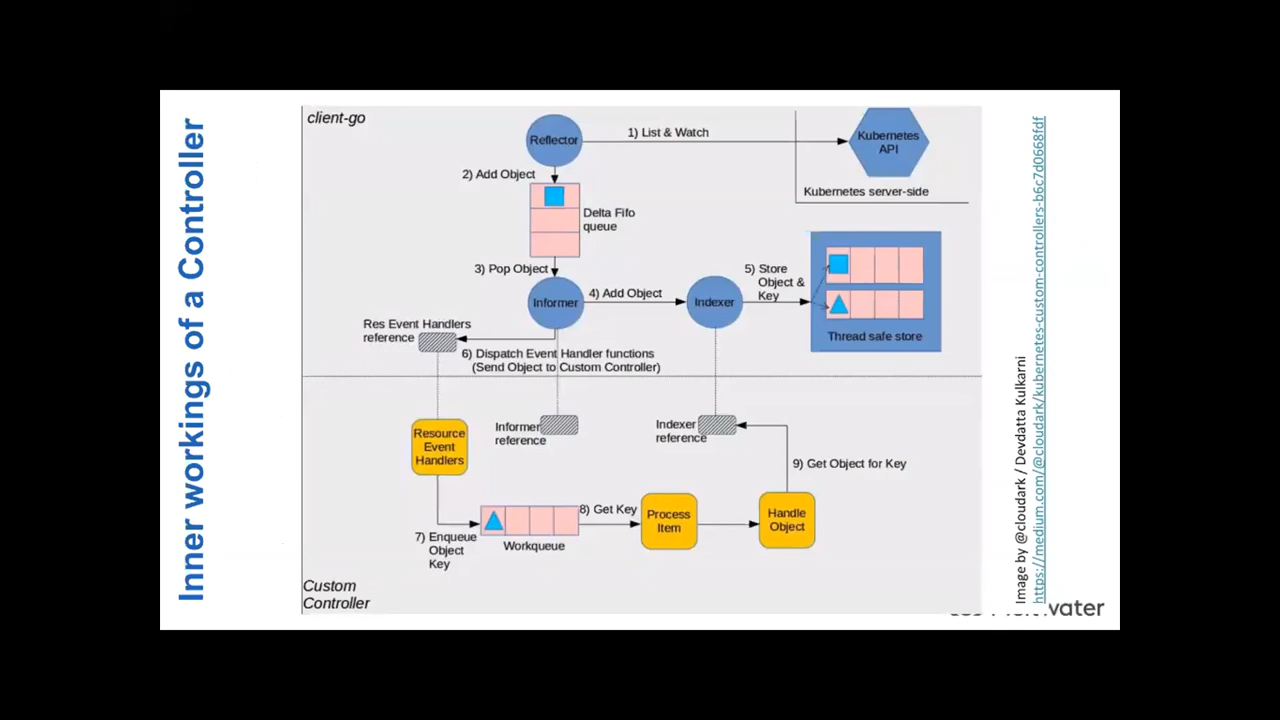 Inner workings of a Controller
client-go
Reflector
1) List & Watch
Kubernetes
API
Kubernetes server-side
2) Add Object
Delta Fifo
queue
3) Pop Object
Informer
4) Add Object
Indexer
5) Store
Object &
Key
Thread safe store
Res Event Handlers
reference
6) Dispatch Event Handler functions
(Send Object to Custom Controller)
Resource
Event
Handlers
Informer
reference
Indexer
reference
9) Get Object for Key
7) Enqueue
Object
Key
Workqueue
8) Get Key
Process
Item
Handle
Object
Custom
Controller
Image by @cloudark / Devdatta Kulkarni
https://medium.com/@cloudark/kubernetes-custom-controllers-b6c7d0668fdf